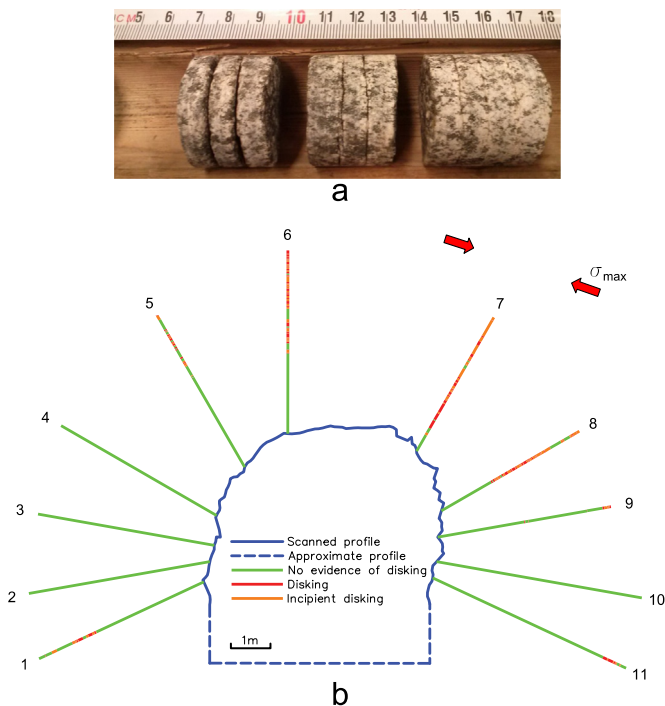 CM 5 6 7 8 9 10 11 12 13 14 15 16 17 18
a
6
σmax
5
7
4
8
3
9
Scanned profile
Approximate profile
No evidence of disking
Disking
Incipient disking
2
10
1m
1
11
b